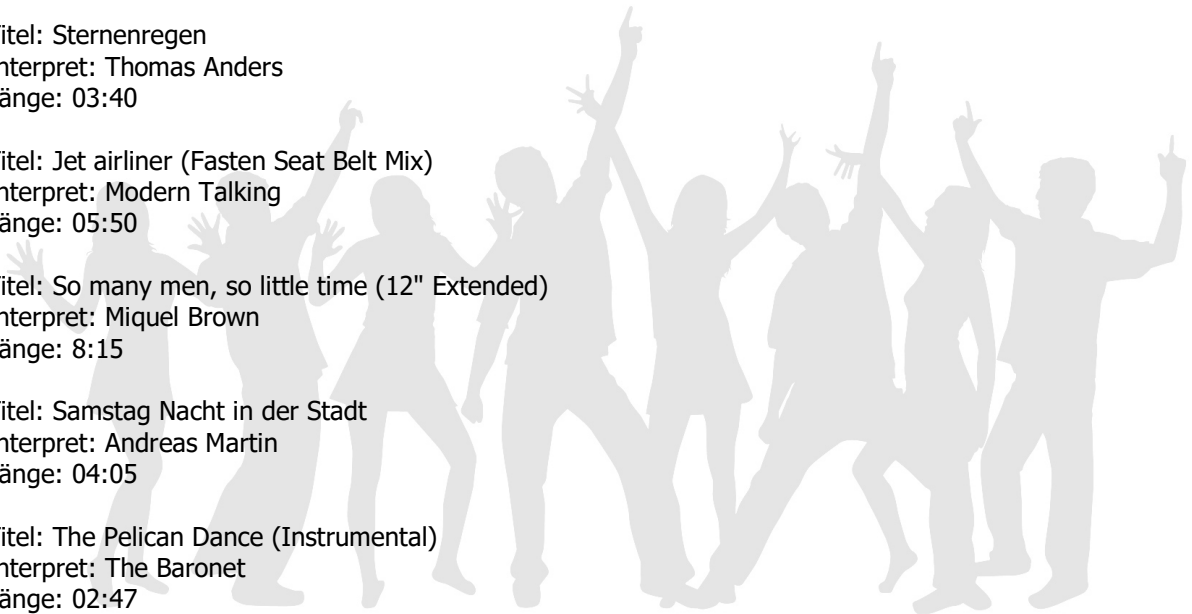 itel: Sternenregen
nterpret: Thomas Anders
änge: 03:40
itel: Jet airliner (Fasten Seat Belt Mix)
nterpret: Modern Talking
änge: 05:50
itel: So many men, so little time (12" Extended)
nterpret: Miquel Brown
änge: 8:15
itel: Samstag Nacht in der Stadt
nterpret: Andreas Martin
änge: 04:05
itel: The Pelican Dance (Instrumental)
nterpret: The Baronet
änge: 02:47